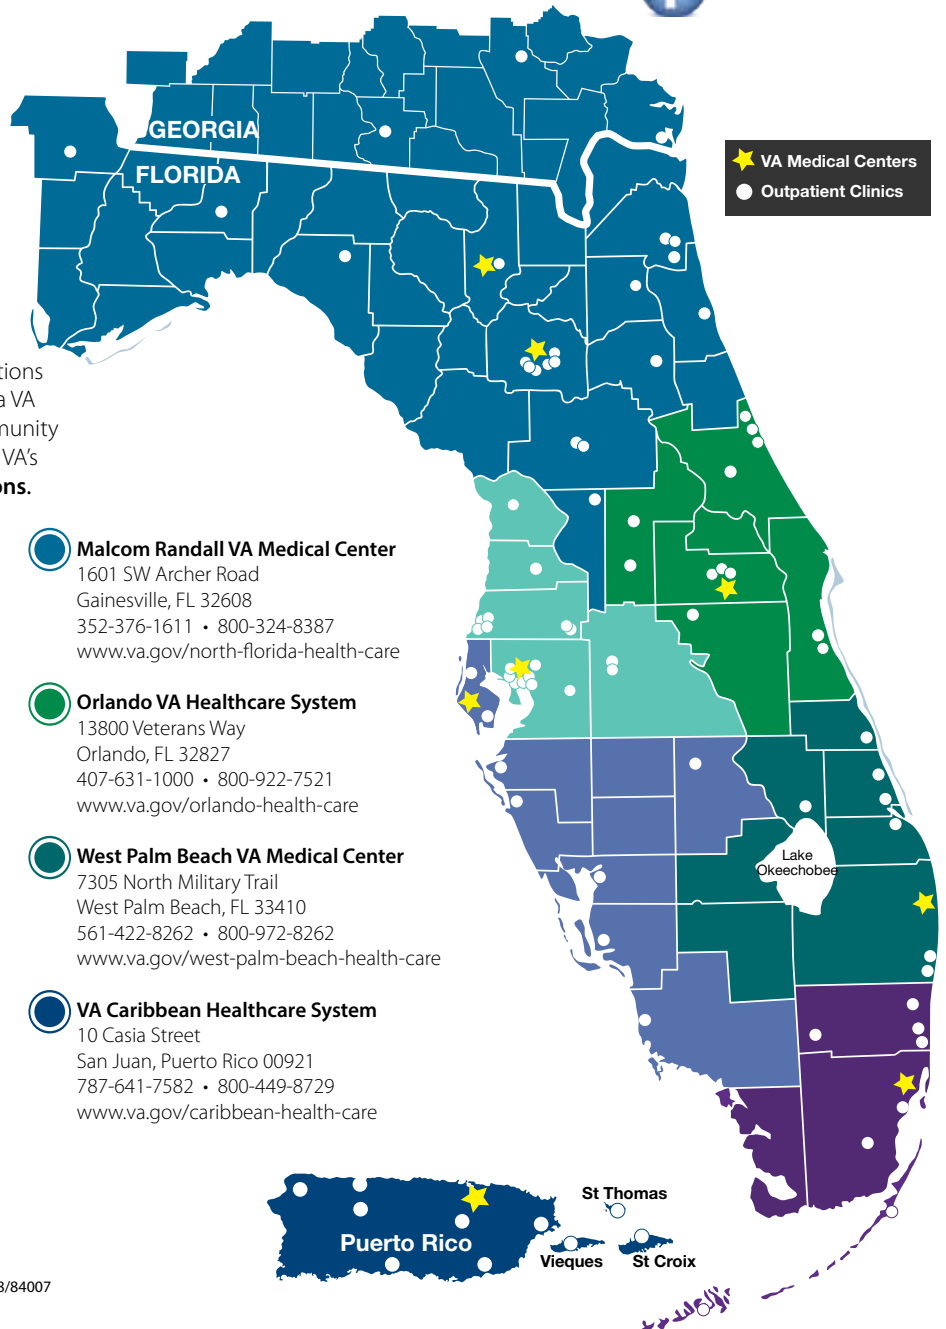 GEORGIA
FLORIDA
VA Medical Centers
Outpatient Clinics
VA
VA's
Malcom Randall VA Medical Center
1601 SW Archer Road
Gainesville, FL 32608
352-376-1611 • 800-324-8387
www.va.gov/north-florida-health-care
Orlando VA Healthcare System
13800 Veterans Way
Orlando, FL 32827
407-631-1000 • 800-922-7521
www.va.gov/orlando-health-care
West Palm Beach VA Medical Center
7305 North Military Trail
West Palm Beach, FL 33410
561-422-8262 • 800-972-8262
www.va.gov/west-palm-beach-health-care
VA Caribbean Healthcare System
10 Casia Street
San Juan, Puerto Rico 00921
787-641-7582 • 800-449-8729
www.va.gov/caribbean-health-care
Lake
Okeechobee
Puerto Rico
St Thomas
Vieques
St Croix
/84007